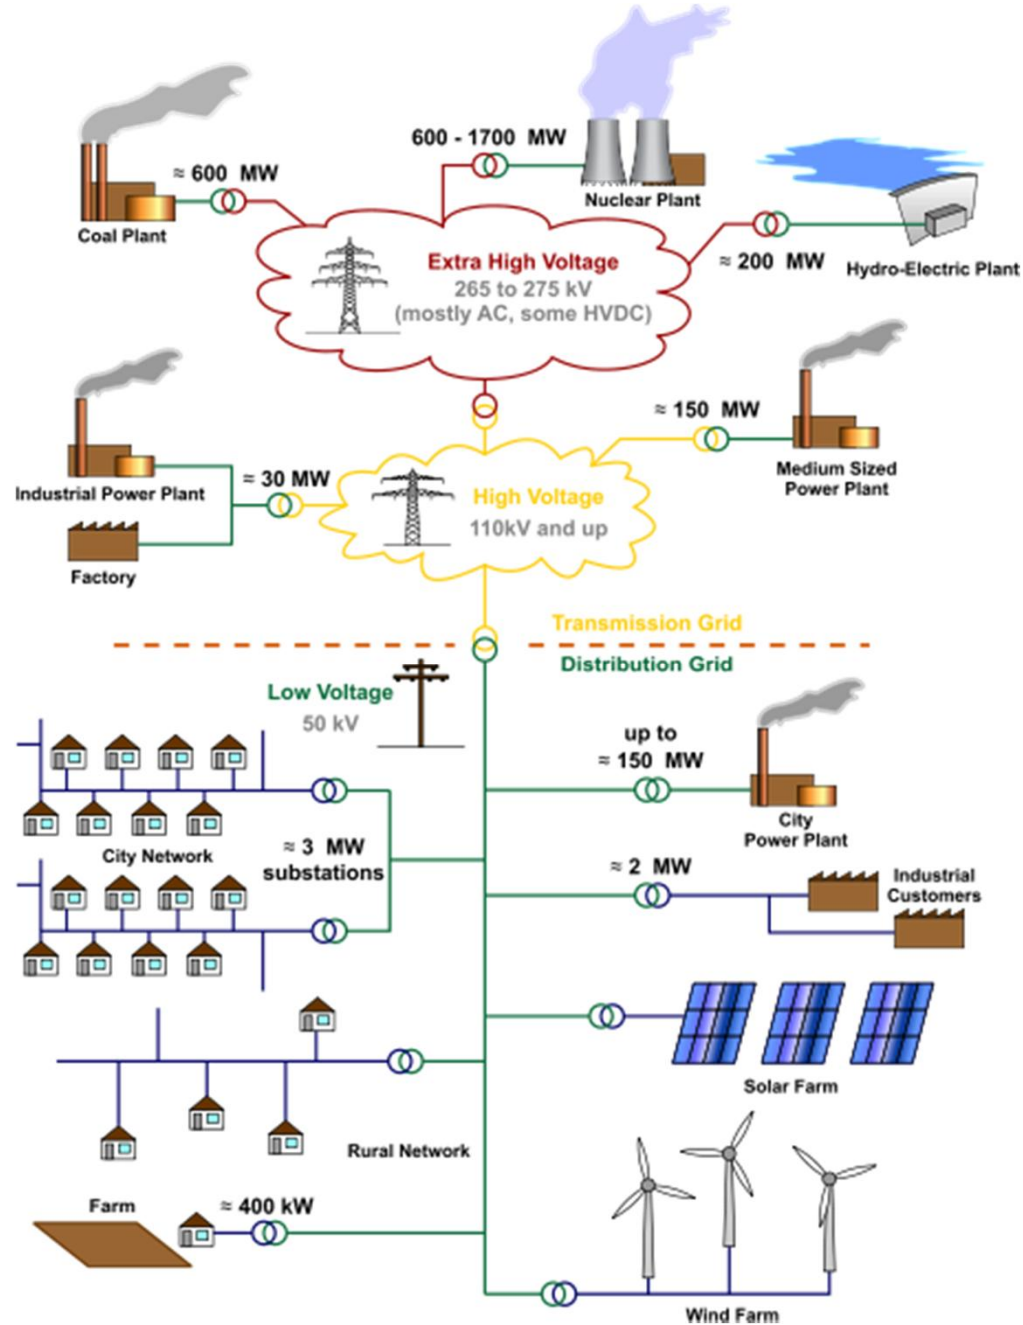 600 - 1700 MW
≈ 600 MW
Nuclear Plant
Coal Plant
≈ 200 MW
Hydro-Electric Plant
Extra High Voltage
265 to 275 kV
(mostly AC, some HVDC)
≈ 150 MW
Medium Sized
Power Plant
Industrial Power Plant
≈ 30 MW
High Voltage
110kV and up
Factory
Transmission Grid
Distribution Grid
Low Voltage
50 kV
up to
≈ 150 MW
City
Power Plant
City Network
≈ 3 MW
substations
≈ 2 MW
Industrial
Customers
Solar Farm
Rural Network
Farm
≈ 400 kW
Wind Farm